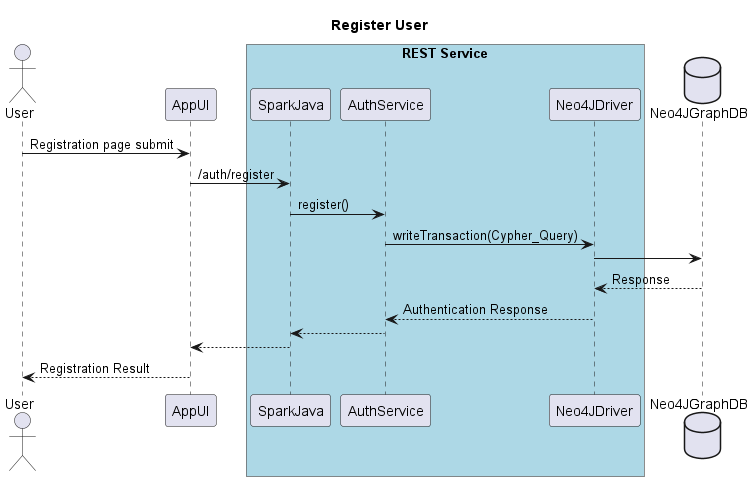 Register User
REST Service
User
AppUI
SparkJava
AuthService
Neo4JDriver
Neo4JGraphDB
Registration page submit
/auth/register
register()
writeTransaction(Cypher_Query)
Response
Authentication Response
Registration Result
User
AppUI
SparkJava
AuthService
Neo4JDriver
Neo4JGraphDB